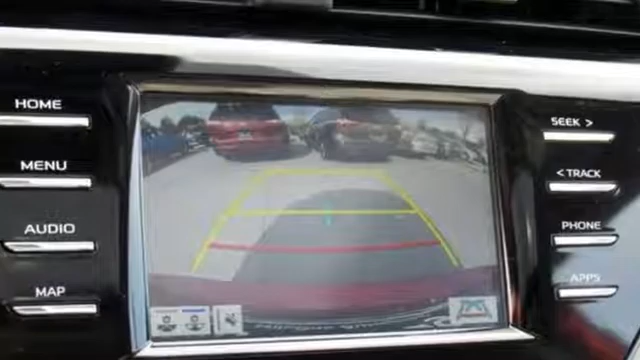 HOME
MENU
AUDIO
MAP
SEEK >
< TRACK
PHONE
APPS